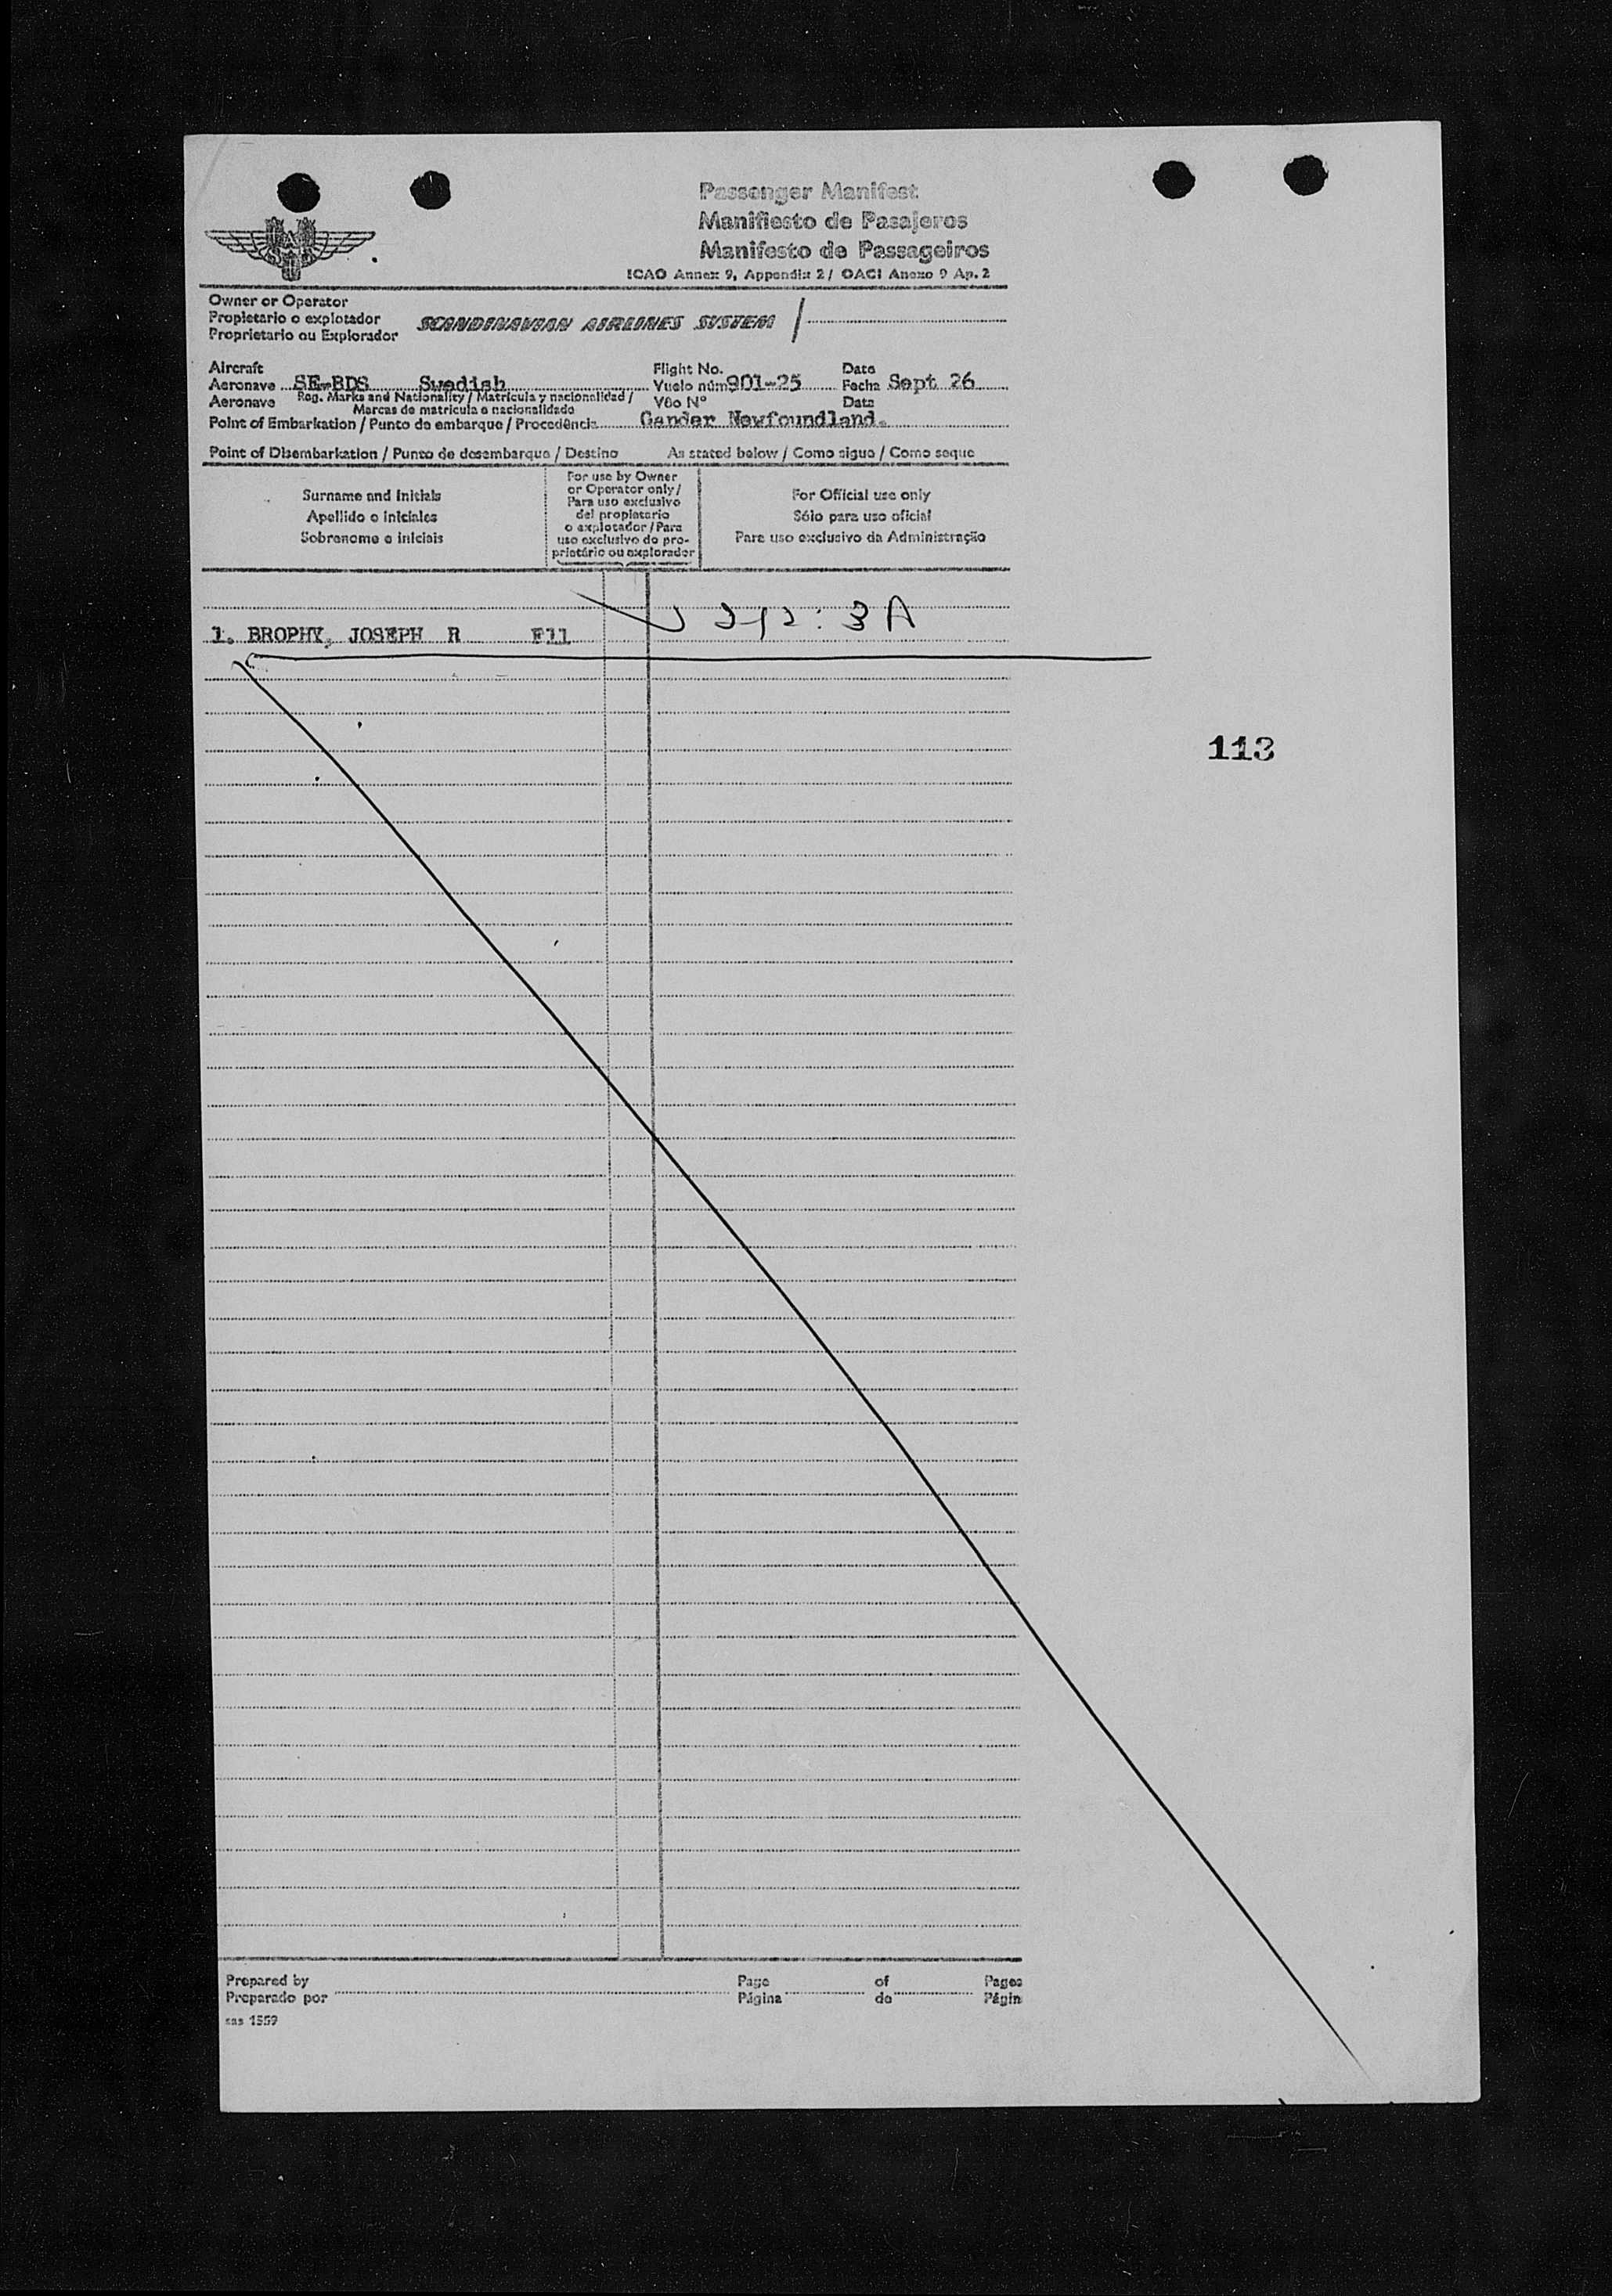 Passenger Manifest
Manifiesto de Pasajeros
Manifesto de Passageiros
ICAO Annex 9, Appendix 2 / OACI Anexo 9 Ap. 2
Owner or Operator
Propietario o explotador
Proprietario ou Explorador
SCANDINAVIAN AIRLINES SYSTEM /
Aircraft
Flight No.
Date
Aeronave SE-BDS Swedish
Vuelo núm 901-25
Fecha Sept 26
Aeronave
Reg. Marks and Nationality / Matrícula y nacionalidad /
Vôo Nº
Data
Marcas de matricula e nacionalidade
Point of Embarkation / Punto de embarque / Procedência Gander Newfoundland.
Point of Disembarkation / Punto de desembarque / Destino As stated below / Como sigue / Como seque
Surname and Initials
Apellido e iniciales
Sobrenome e iniciais
For use by Owner
or Operator only /
Para uso exclusivo
del propietario
o explotador / Para
uso exclusivo do pro-
prietário ou explorador
For Official use only
Sólo para uso oficial
Para uso exclusivo da Administração
212: 3A
1. BROPHY, JOSEPH R F11
113
Prepared by
Preparado por
Page of Pages
Página de Págin
sas 1559